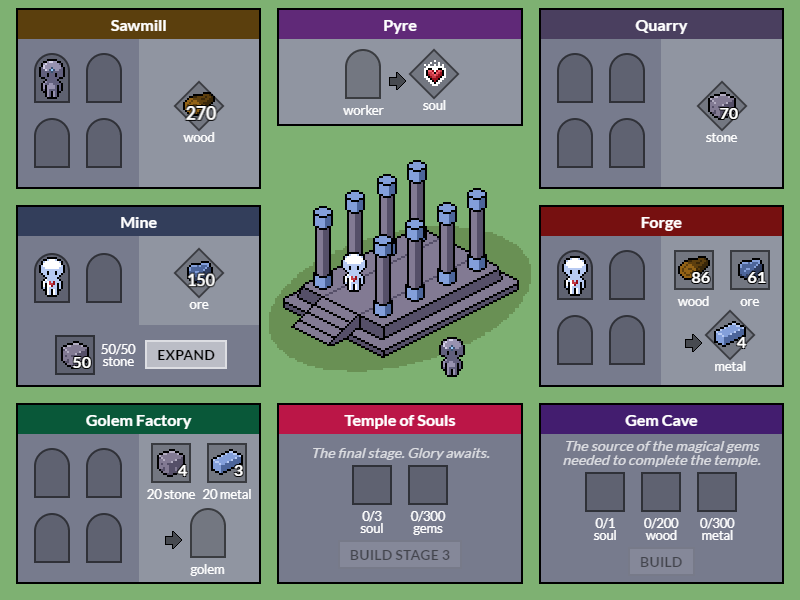 Sawmill
270
wood
Pyre
worker
soul
Quarry
70
stone
Mine
150
ore
50
50/50
stone
EXPAND
Forge
86
wood
61
ore
4
metal
Golem Factory
4
20 stone
3
20 metal
golem
Temple of Souls
The final stage. Glory awaits.
0/3
soul
0/300
gems
BUILD STAGE 3
Gem Cave
The source of the magical gems
needed to complete the temple.
0/1
soul
0/200
wood
0/300
metal
BUILD